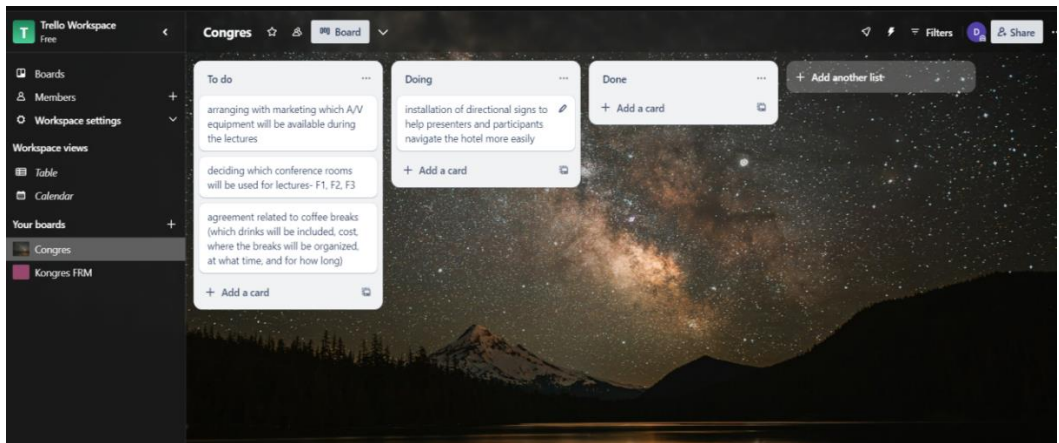 T
Trello Workspace
Free
Boards
Members
Workspace settings
Workspace views
Table
Calendar
Your boards
Congres
Kongres FRM
Congres
Board
Filters
D
Share
To do
arranging with marketing which A/V
equipment will be available during
the lectures
deciding which conference rooms
will be used for lectures- F1, F2, F3
agreement related to coffee breaks
(which drinks will be included, cost,
where the breaks will be organized,
at what time, and for how long)
+ Add a card
Doing
installation of directional signs to
help presenters and participants
navigate the hotel more easily
+ Add a card
Done
+ Add a card
+ Add another list